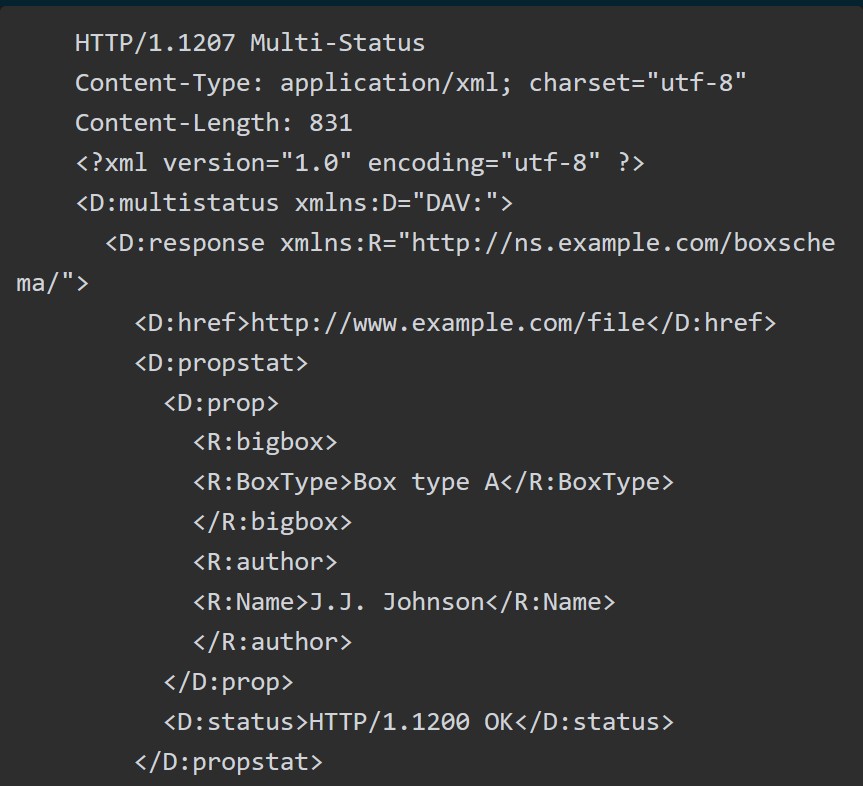 HTTP/1.1207 Multi-Status
Content-Type: application/xml; charset="utf-8"
Content-Length: 831
<?xml version="1.0" encoding="utf-8" ?>
<D:multistatus xmlns:D="DAV:">
<D:response xmlns:R="http://ns.example.com/boxsche
ma/">
<D:href>http://www.example.com/file</D:href>
<D:propstat>
<D:prop>
<R:bigbox>
<R:BoxType>Box type A</R:BoxType>
</R:bigbox>
<R:author>
<R:Name>J.J. Johnson</R:Name>
</R:author>
</D:prop>
<D:status>HTTP/1.1200 OK</D:status>
</D:propstat>